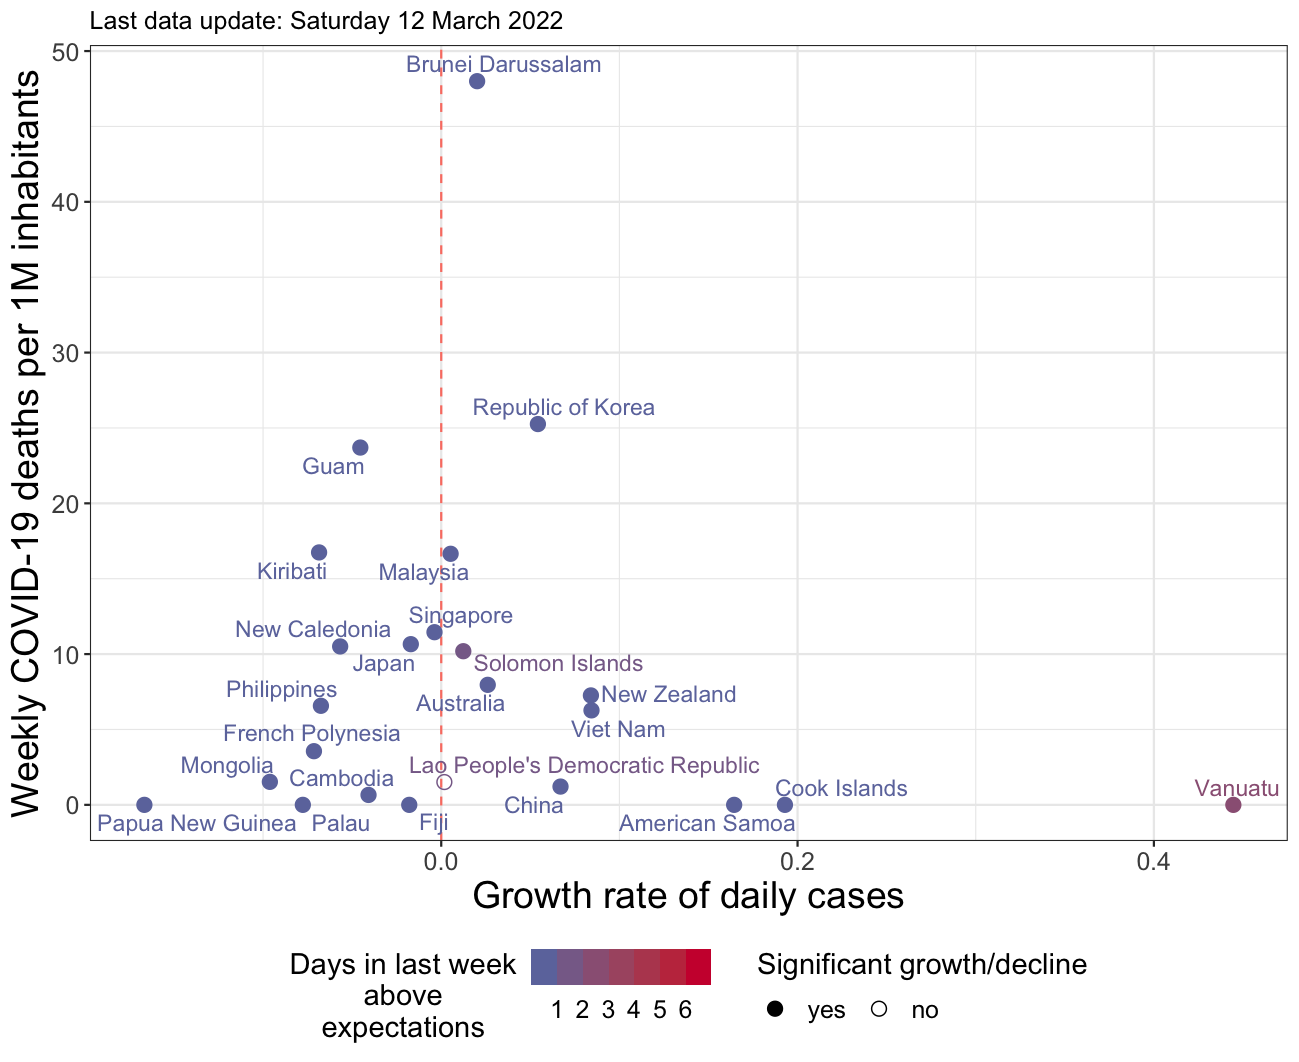 Last data update: Saturday 12 March 2022
Weekly COVID-19 deaths per 1M inhabitants
50
40
30
20
10
0
Brunei Darussalam
Republic of Korea
Guam
Kiribati
Malaysia
Singapore
New Caledonia
Japan
Solomon Islands
Philippines
Australia
New Zealand
Viet Nam
French Polynesia
Mongolia
Cambodia
Lao People's Democratic Republic
China
Cook Islands
Vanuatu
Papua New Guinea
Palau
Fiji
American Samoa
0.0
0.2
0.4
Growth rate of daily cases
Days in last week
above
expectations
1 2 3 4 5 6
Significant growth/decline
yes no